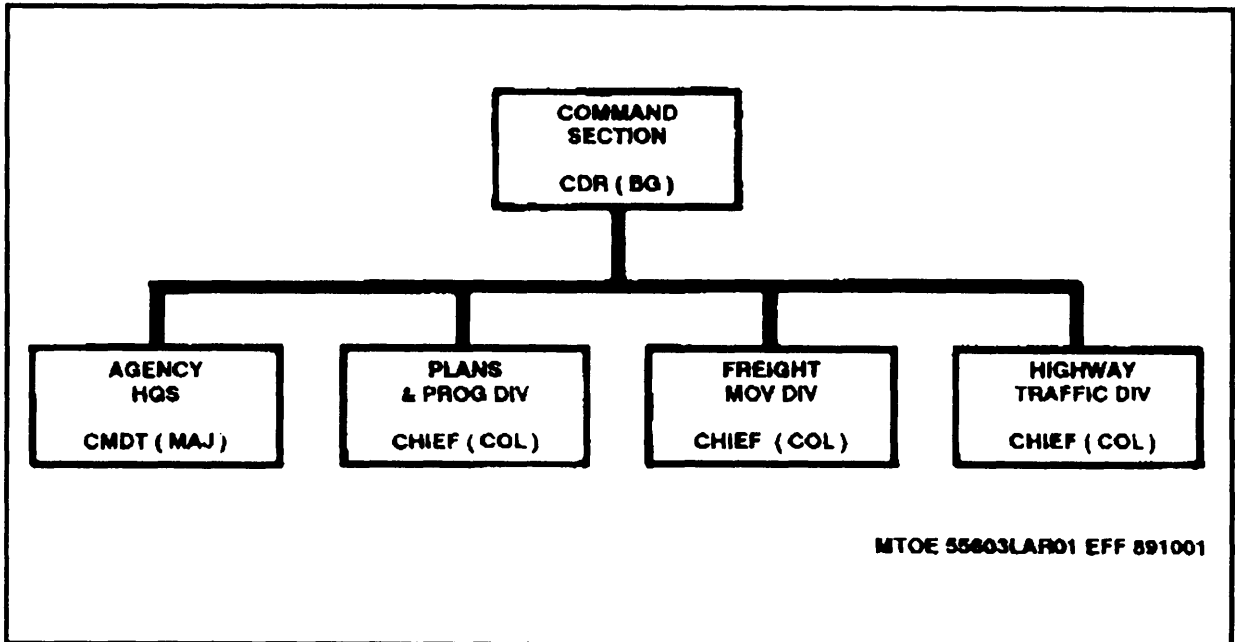 COMMAND
SECTION
CDR ( BG )
AGENCY
HQS
CMDT ( MAJ )
PLANS
& PROG DIV
CHIEF ( COL )
FREIGHT
MOV DIV
CHIEF ( COL )
HIGHWAY
TRAFFIC DIV
CHIEF ( COL )
MTOE 55603LAR01 EFF 891001